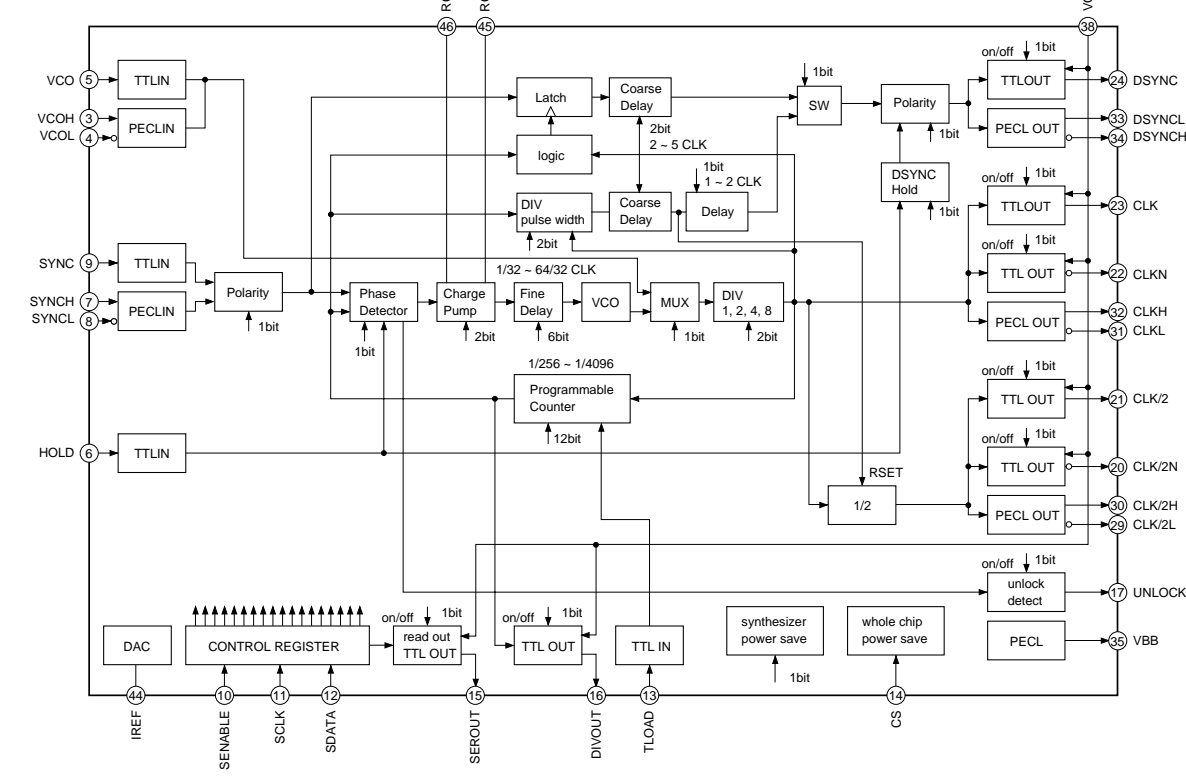 46
45
38
VCO
5
TTLIN
VCOH
3
VCOL
4
PECLIN
Latch
Coarse
Delay
2bit
2 ~ 5 CLK
logic
1bit
SW
Polarity
1bit
on/off
1bit
TTLOUT
24
DSYNC
PECL OUT
33
DSYNCL
34
DSYNCH
DSYNC
Hold
1bit
DIV
pulse width
2bit
Coarse
Delay
1bit
1 ~ 2 CLK
Delay
on/off
1bit
TTLOUT
23
CLK
on/off
1bit
TTL OUT
22
CLKN
PECL OUT
32
CLKH
31
CLKL
SYNC
9
TTLIN
SYNCH
7
SYNCL
8
PECLIN
Polarity
1bit
Phase
Detector
1bit
Charge
Pump
2bit
1/32 ~ 64/32 CLK
Fine
Delay
6bit
VCO
MUX
1bit
DIV
1, 2, 4, 8
2bit
1/256 ~ 1/4096
Programmable
Counter
12bit
on/off
1bit
TTL OUT
21
CLK/2
HOLD
6
TTLIN
on/off
1bit
TTL OUT
20
CLK/2N
RSET
1/2
PECL OUT
30
CLK/2H
29
CLK/2L
on/off
1bit
unlock
detect
17
UNLOCK
DAC
CONTROL REGISTER
on/off
1bit
read out
TTL OUT
on/off
1bit
TTL OUT
TTL IN
synthesizer
power save
1bit
whole chip
power save
PECL
35
VBB
44
10
11
12
15
16
13
14
IREF
SENABLE
SCLK
SDATA
SEROUT
DIVOUT
TLOAD
CS